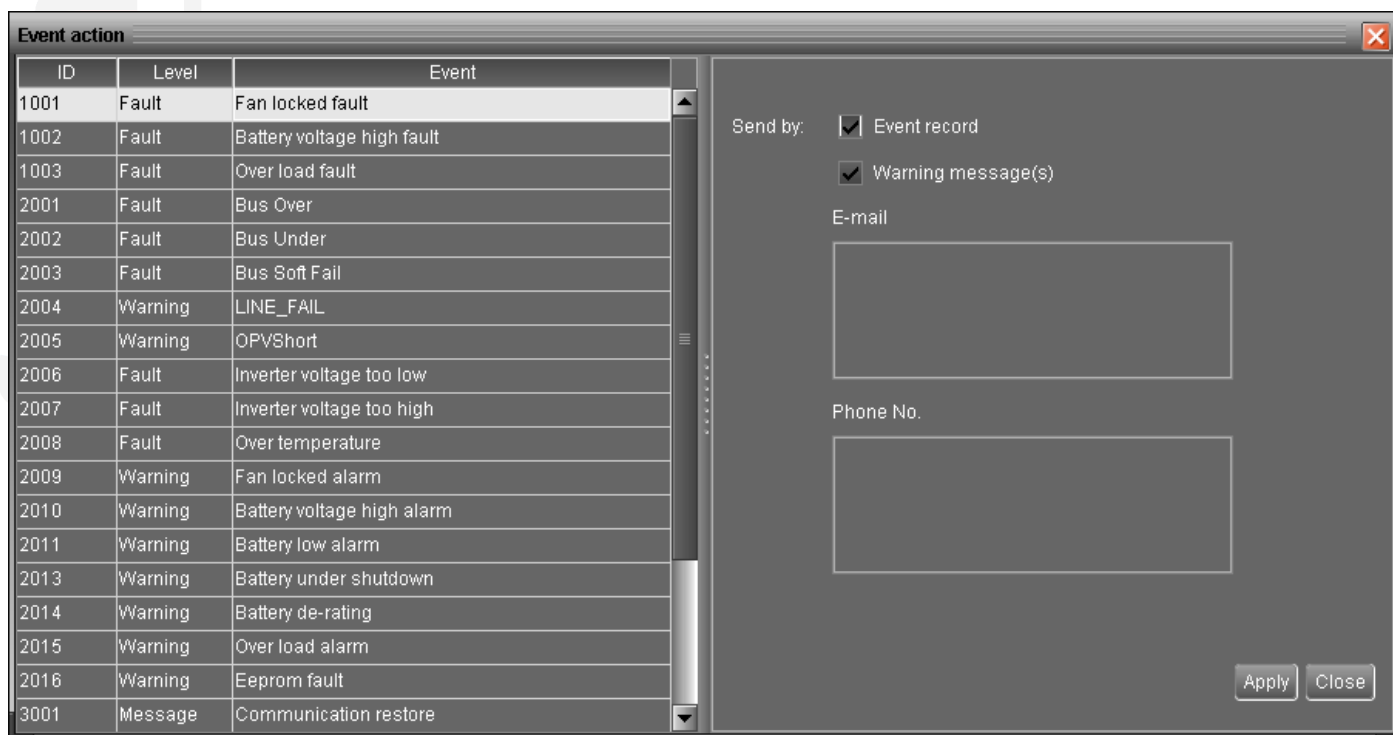 Event action
ID Level Event
1001 Fault Fan locked fault
1002 Fault Battery voltage high fault
1003 Fault Over load fault
2001 Fault Bus Over
2002 Fault Bus Under
2003 Fault Bus Soft Fail
2004 Warning LINE_FAIL
2005 Warning OPVShort
2006 Fault Inverter voltage too low
2007 Fault Inverter voltage too high
2008 Fault Over temperature
2009 Warning Fan locked alarm
2010 Warning Battery voltage high alarm
2011 Warning Battery low alarm
2013 Warning Battery under shutdown
2014 Warning Battery de-rating
2015 Warning Over load alarm
2016 Warning Eeprom fault
3001 Message Communication restore
Send by: Event record
Warning message(s)
E-mail
Phone No.
Apply Close